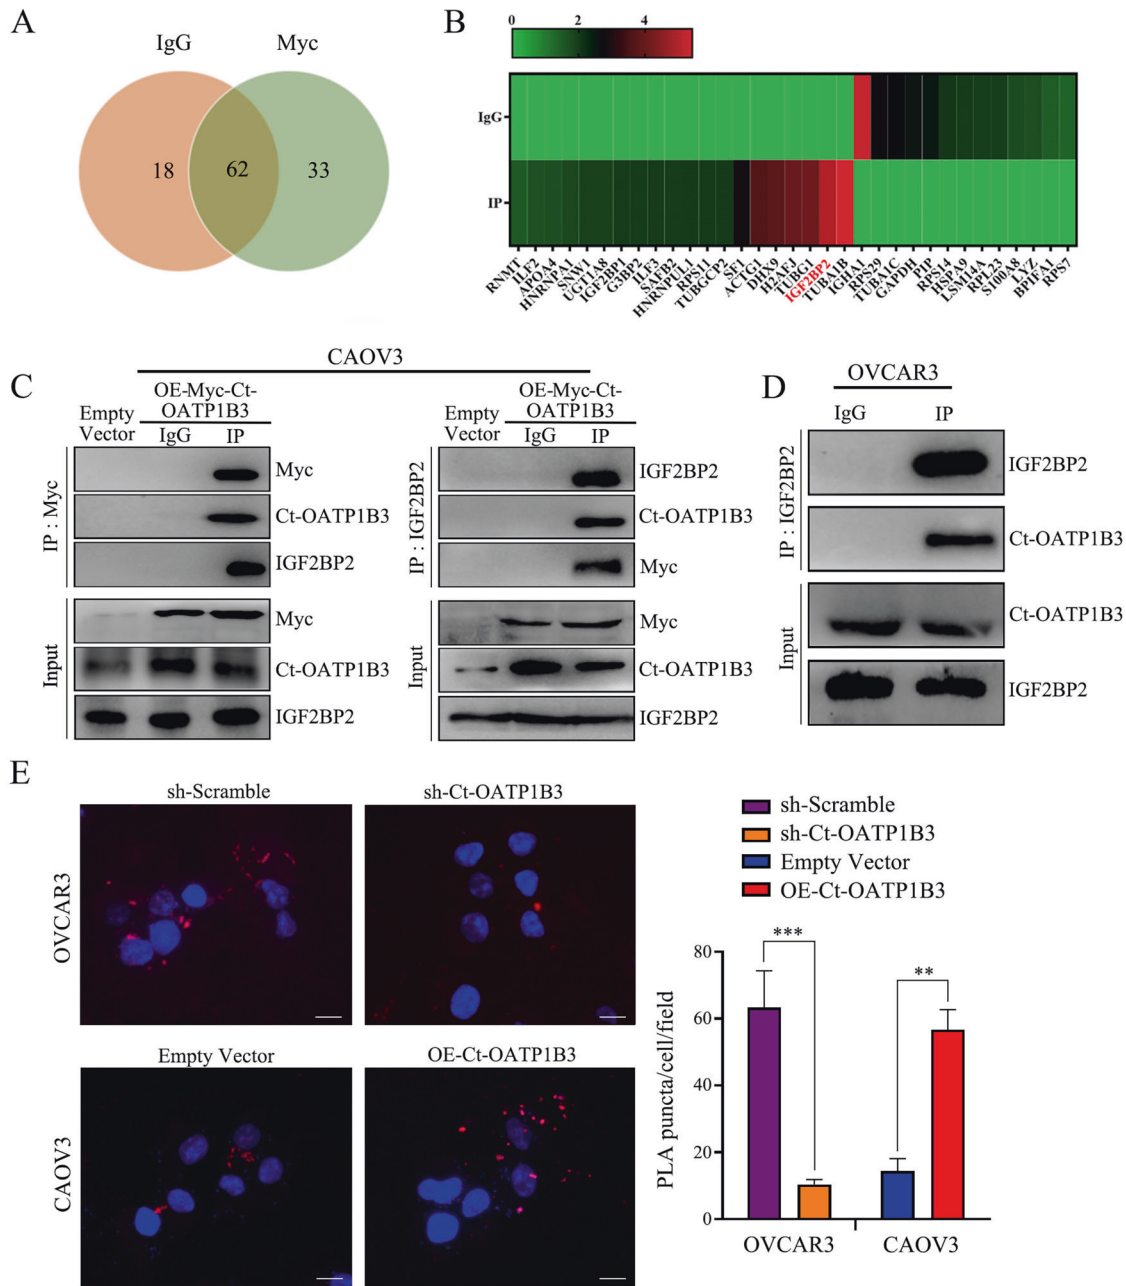 A
IgG
Myc
18
62
33
B
0
2
4
IgG
IP
RNMT
ILF2
APOA4
HNRNPA1
SNW1
UGT1A8
IGF2BP1
G3BP2
ILF3
SAFB2
HNRNPUL1
RPS11
TUBGCP2
SF1
ACTG1
DHX9
H2AFJ
TUBG1
IGF2BP2
TUBA1B
IGHA1
RPS29
TUBA1C
GAPDH
PIP
RPS14
HSPA9
LSM14A
RPL23
S100A8
LYZ
BPIFA1
RPS7
C
CAOV3
Empty
Vector
OE-Myc-Ct-
OATP1B3
IgG
IP
IP : Myc
Myc
Ct-OATP1B3
IGF2BP2
Input
Myc
Ct-OATP1B3
IGF2BP2
Empty
Vector
OE-Myc-Ct-
OATP1B3
IgG
IP
IP : IGF2BP2
IGF2BP2
Ct-OATP1B3
Myc
Input
Myc
Ct-OATP1B3
IGF2BP2
D
OVCAR3
IgG
IP
IP : IGF2BP2
IGF2BP2
Ct-OATP1B3
Input
Ct-OATP1B3
IGF2BP2
E
sh-Scramble
sh-Ct-OATP1B3
OVCAR3
Empty Vector
OE-Ct-OATP1B3
CAOV3
sh-Scramble
sh-Ct-OATP1B3
Empty Vector
OE-Ct-OATP1B3
PLA puncta/cell/field
80
60
40
20
0
***
**
OVCAR3
CAOV3